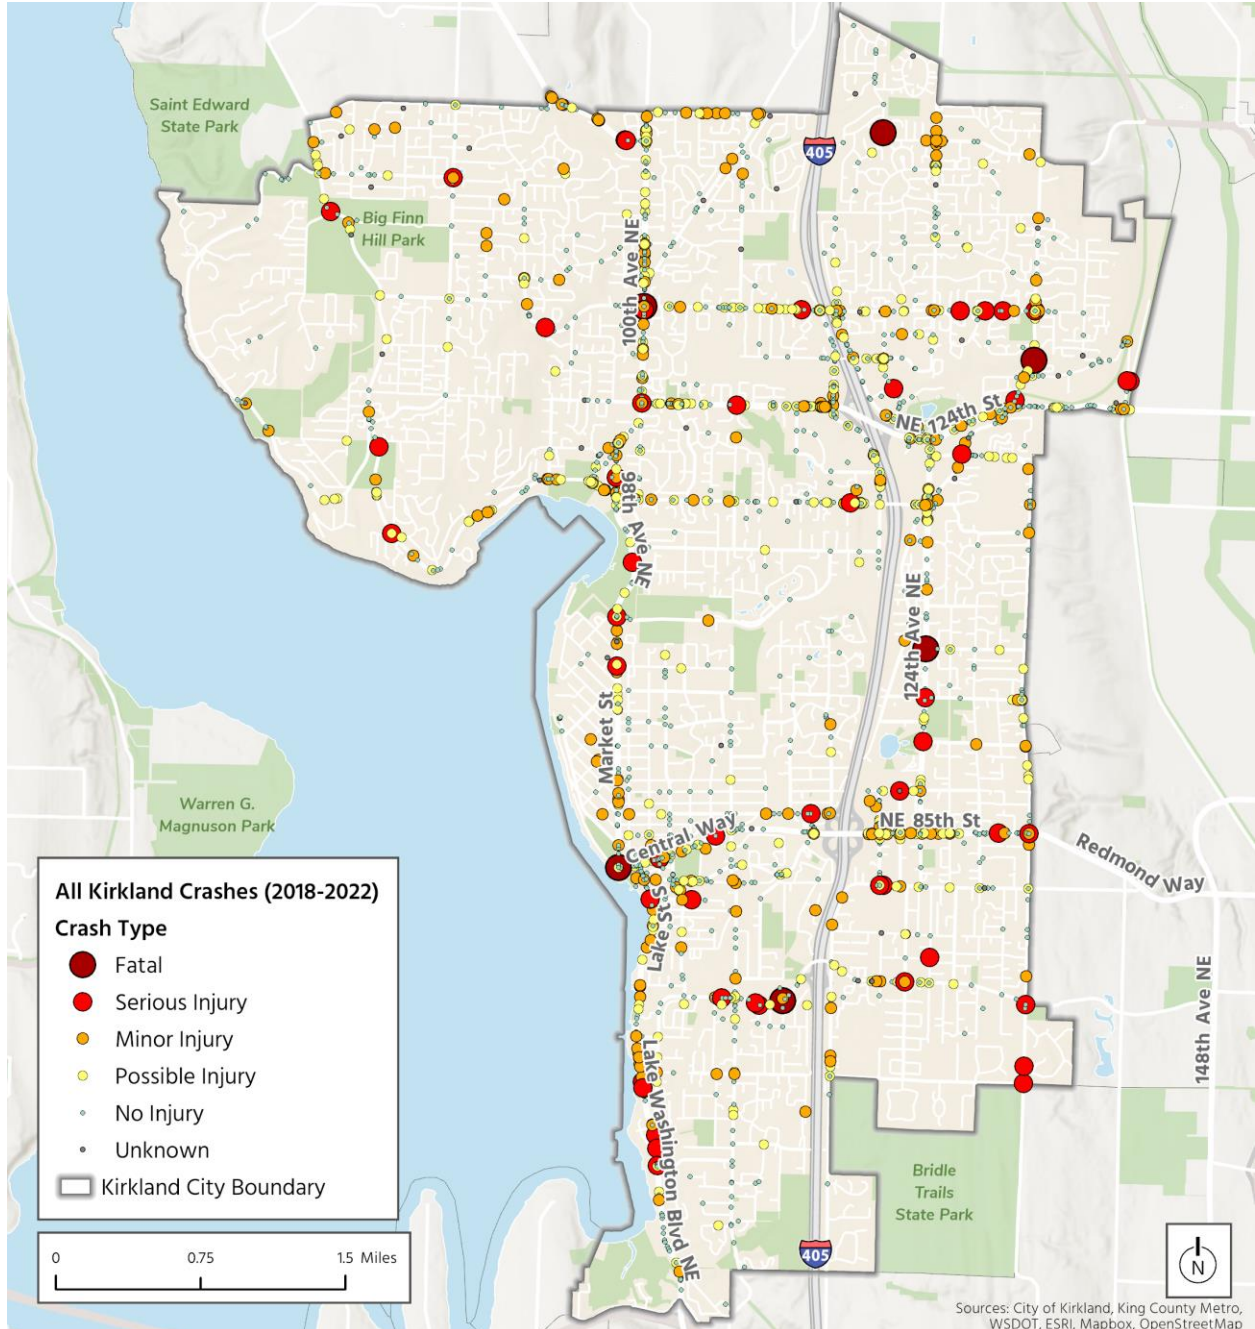 Saint Edward
State Park
405
Big Finn
Hill Park
100th Ave NE
NE 124th St
98th Ave NE
124th Ave NE
Market St
Warren G.
Magnuson Park
Central Way
NE 85th St
Redmond Way
Lake St S
148th Ave NE
Lake Washington Blvd NE
Bridle
Trails
State Park
405
All Kirkland Crashes (2018-2022)
Crash Type
Fatal
Serious Injury
Minor Injury
Possible Injury
No Injury
Unknown
Kirkland City Boundary
0 0.75 1.5 Miles
N
Sources: City of Kirkland, King County Metro,
WSDOT, ESRI, Mapbox, OpenStreetMap